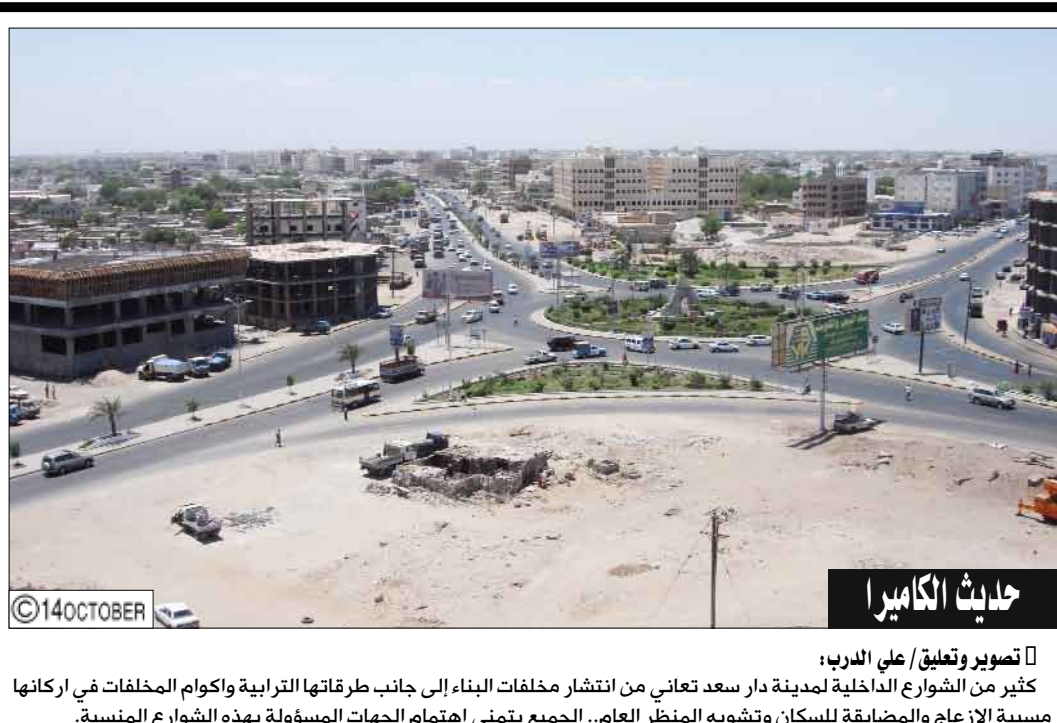 ©14OCTOBER
حديث الكاميرا
تصوير وتعليق/ علي الدرب:
كثير من الشوارع الداخلية لمدينة دار سعد تعاني من انتشار مخلفات البناء إلى جانب طرقاتها الترابية واكوام المخلفات في اركانها
مسببة الازعاج والمضايقة للسكان وتشويه المنظر العام.. الجميع يتمنى اهتمام الجهات المسؤولة بهذه الشوارع المنسية.